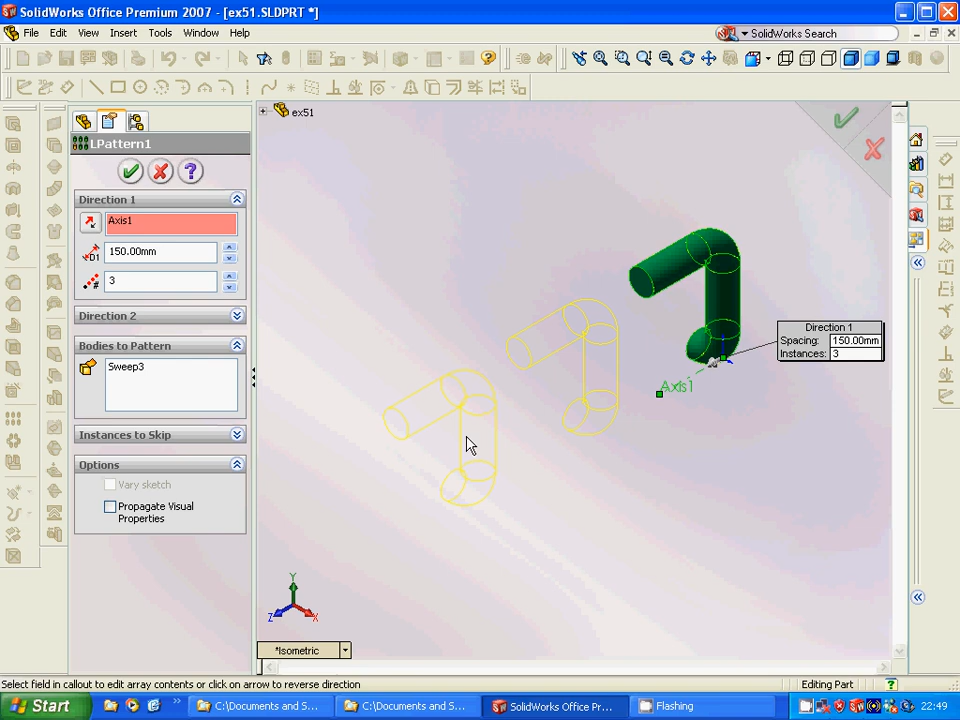 SolidWorks Office Premium 2007 - [ex51.SLDPRT *]
File Edit View Insert Tools Window Help
SolidWorks Search
LPattern1
Direction 1
Axis1
D1
150.00mm
3
Direction 2
Bodies to Pattern
Sweep3
Instances to Skip
Options
Vary sketch
Propagate Visual
Properties
ex51
Direction 1
Spacing: 150.00mm
Instances: 3
Axis1
Y
Z
X
*Isometric
Select field in callout to edit array contents or click on arrow to reverse direction
Editing Part
Start
C:\Documents and S...
C:\Documents and S...
SolidWorks Office Pr...
Flashing
22:49